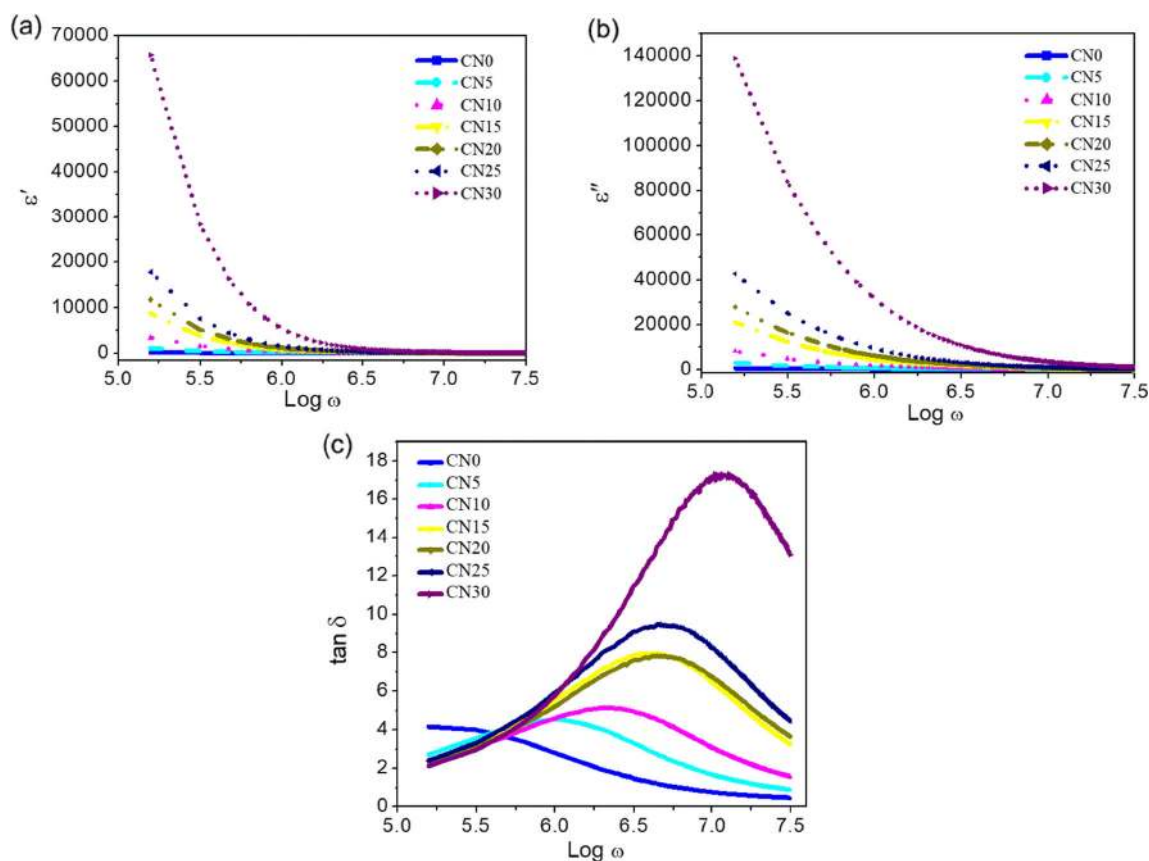 (a)
70000
60000
50000
40000
30000
20000
10000
0
ε′
CN0
CN5
CN10
CN15
CN20
CN25
CN30
5.0 5.5 6.0 6.5 7.0 7.5
Log ω
(b)
140000
120000
100000
80000
60000
40000
20000
0
ε″
CN0
CN5
CN10
CN15
CN20
CN25
CN30
5.0 5.5 6.0 6.5 7.0 7.5
Log ω
(c)
18
16
14
12
10
8
6
4
2
0
tan δ
CN0
CN5
CN10
CN15
CN20
CN25
CN30
5.0 5.5 6.0 6.5 7.0 7.5
Log ω